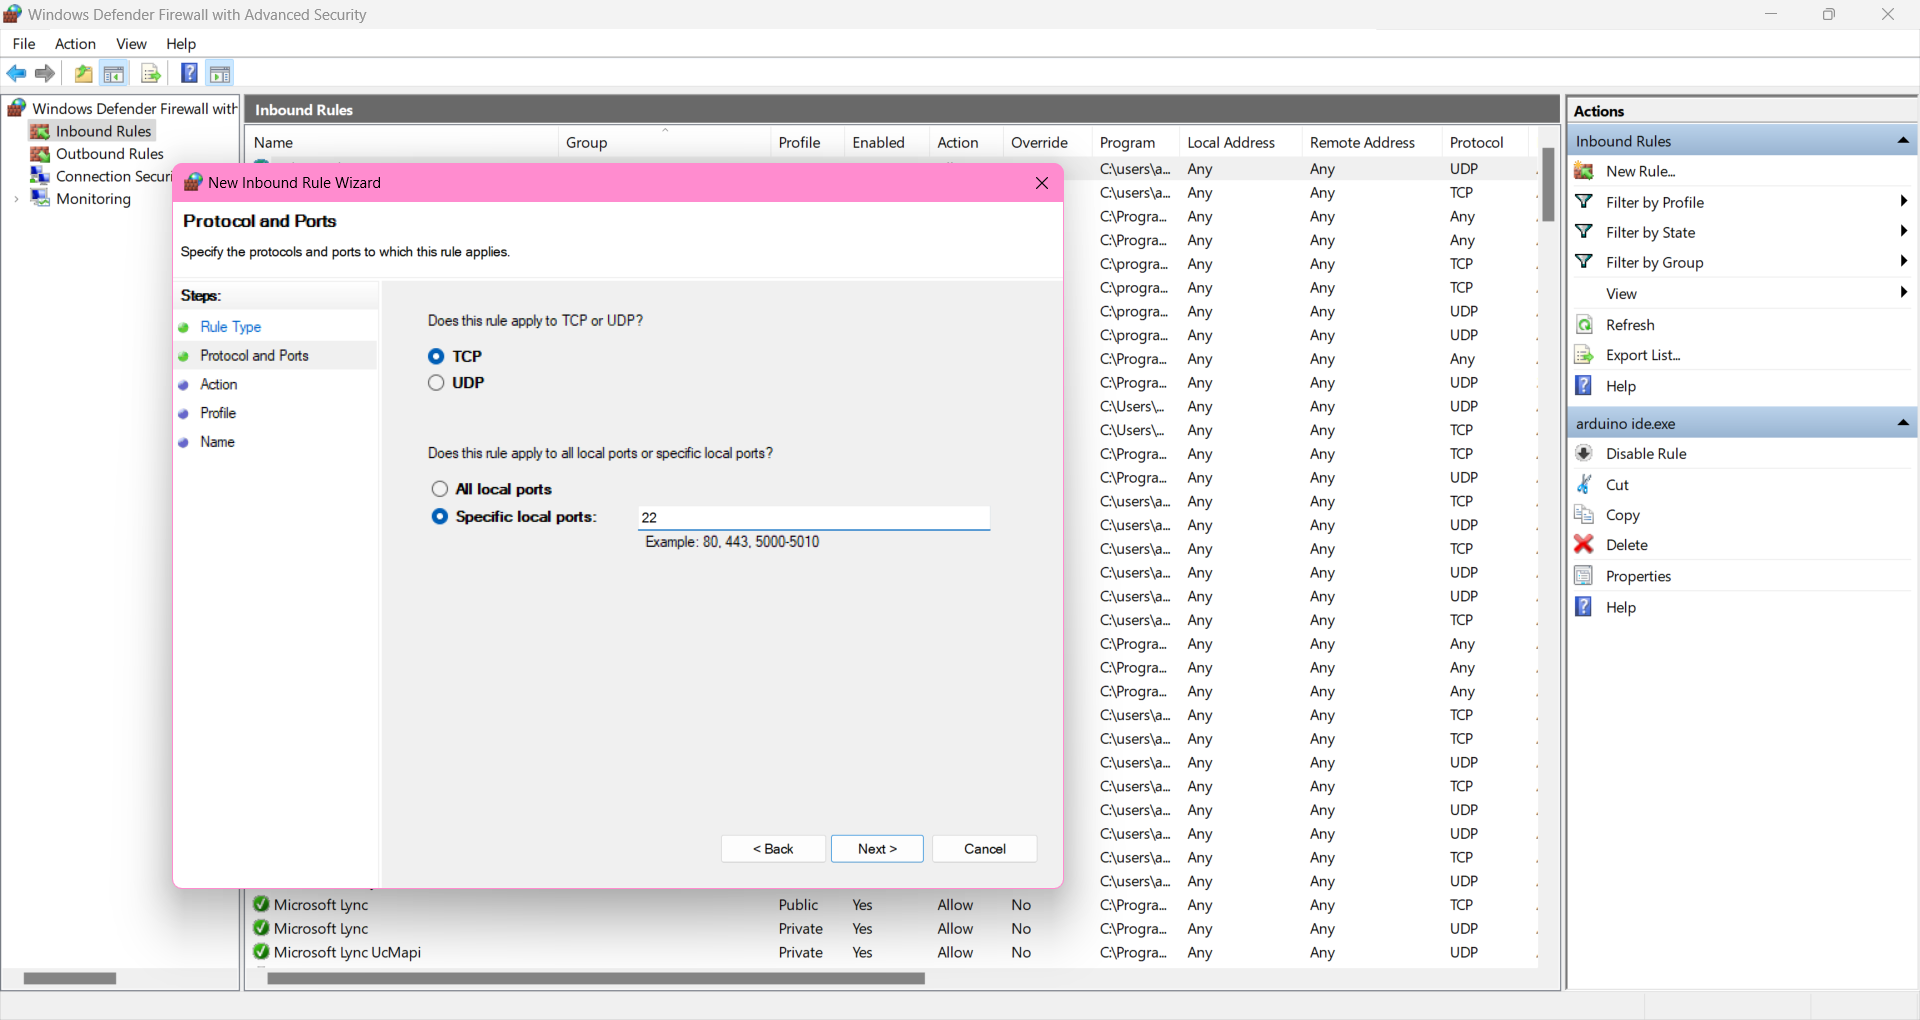 Windows Defender Firewall with Advanced Security
File Action View Help
Windows Defender Firewall with
Inbound Rules
Outbound Rules
Connection Securi
Monitoring
Inbound Rules
Name Group Profile Enabled Action Override Program Local Address Remote Address Protocol
C:\users\a... Any Any UDP
C:\users\a... Any Any TCP
C:\Progra... Any Any Any
C:\Progra... Any Any Any
C:\progra... Any Any TCP
C:\progra... Any Any TCP
C:\progra... Any Any UDP
C:\progra... Any Any UDP
C:\Progra... Any Any Any
C:\Progra... Any Any UDP
C:\Users\... Any Any UDP
C:\Users\... Any Any TCP
C:\Progra... Any Any TCP
C:\Progra... Any Any UDP
C:\users\a... Any Any TCP
C:\users\a... Any Any UDP
C:\users\a... Any Any TCP
C:\users\a... Any Any UDP
C:\users\a... Any Any UDP
C:\users\a... Any Any TCP
C:\Progra... Any Any Any
C:\Progra... Any Any Any
C:\Progra... Any Any Any
C:\users\a... Any Any TCP
C:\users\a... Any Any TCP
C:\users\a... Any Any UDP
C:\users\a... Any Any TCP
C:\users\a... Any Any UDP
C:\users\a... Any Any UDP
C:\users\a... Any Any TCP
C:\users\a... Any Any UDP
Microsoft Lync Public Yes Allow No C:\Progra... Any Any TCP
Microsoft Lync Private Yes Allow No C:\Progra... Any Any UDP
Microsoft Lync UcMapi Private Yes Allow No C:\Progra... Any Any UDP
New Inbound Rule Wizard
Protocol and Ports
Specify the protocols and ports to which this rule applies.
Steps:
Rule Type
Protocol and Ports
Action
Profile
Name
Does this rule apply to TCP or UDP?
TCP
UDP
Does this rule apply to all local ports or specific local ports?
All local ports
Specific local ports: 22
Example: 80, 443, 5000-5010
< Back Next > Cancel
Actions
Inbound Rules
New Rule...
Filter by Profile
Filter by State
Filter by Group
View
Refresh
Export List...
Help
arduino ide.exe
Disable Rule
Cut
Copy
Delete
Properties
Help